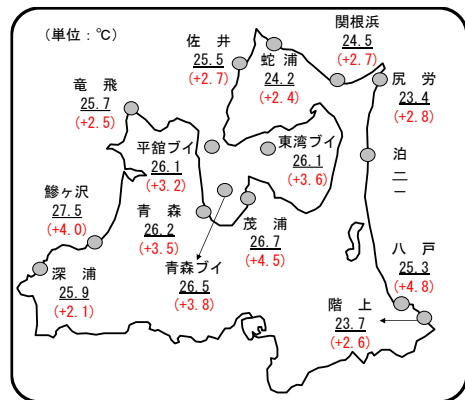 (単位：℃)
佐　井
25.5
(+2.7)
蛇浦
24.2
(+2.4)
関根浜
24.5
(+2.7)
尻労
23.4
(+2.8)
竜　飛
25.7
(+2.5)
平舘ブイ
26.1
(+3.2)
東湾ブイ
26.1
(+3.6)
泊
鰺ヶ沢
27.5
(+4.0)
青　森
26.2
(+3.5)
茂　浦
26.7
(+4.5)
青森ブイ
26.5
(+3.8)
八　戸
25.3
(+4.8)
深　浦
25.9
(+2.1)
階　上
23.7
(+2.6)